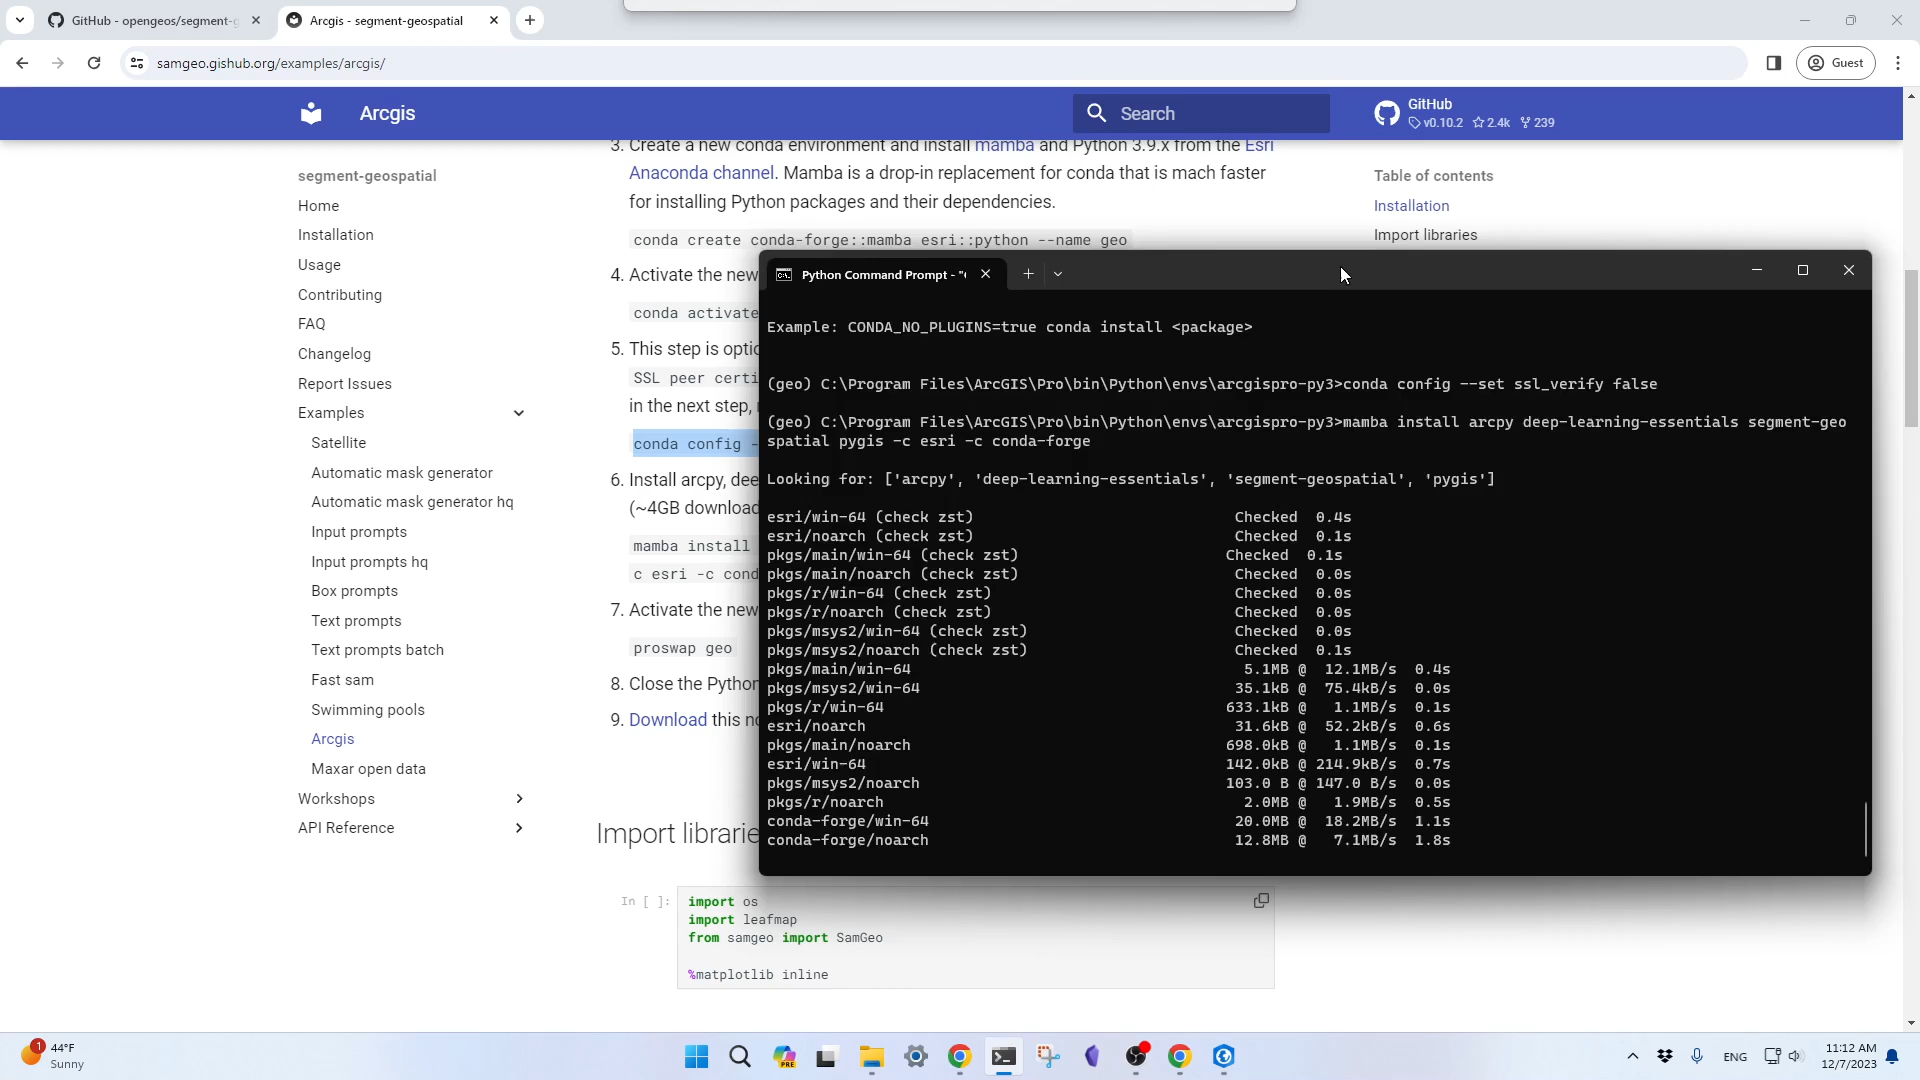 GitHub - opengeos/segment-g
Arcgis - segment-geospatial
samgeo.gishub.org/examples/arcgis/
Guest
Arcgis
Search
GitHub
v0.10.2 2.4k 239
segment-geospatial
Home
Installation
Usage
Contributing
FAQ
Changelog
Report Issues
Examples
Satellite
Automatic mask generator
Automatic mask generator hq
Input prompts
Input prompts hq
Box prompts
Text prompts
Text prompts batch
Fast sam
Swimming pools
Arcgis
Maxar open data
Workshops
API Reference
3. Create a new conda environment and install mamba and Python 3.9.x from the Esri
Anaconda channel. Mamba is a drop-in replacement for conda that is mach faster
for installing Python packages and their dependencies.
conda create conda-forge::mamba esri::python --name geo
4. Activate the new
conda activate
5. This step is optio
SSL peer certi
in the next step,
conda config -
6. Install arcpy, dee
(~4GB download
mamba install
c esri -c cond
7. Activate the new
proswap geo
8. Close the Python
9. Download this no
Import librarie
In [ ]:
import os
import leafmap
from samgeo import SamGeo
%matplotlib inline
Table of contents
Installation
Import libraries
Python Command Prompt - "
Example: CONDA_NO_PLUGINS=true conda install <package>
(geo) C:\Program Files\ArcGIS\Pro\bin\Python\envs\arcgispro-py3>conda config --set ssl_verify false
(geo) C:\Program Files\ArcGIS\Pro\bin\Python\envs\arcgispro-py3>mamba install arcpy deep-learning-essentials segment-geo
spatial pygis -c esri -c conda-forge
Looking for: ['arcpy', 'deep-learning-essentials', 'segment-geospatial', 'pygis']
esri/win-64 (check zst) Checked 0.4s
esri/noarch (check zst) Checked 0.1s
pkgs/main/win-64 (check zst) Checked 0.1s
pkgs/main/noarch (check zst) Checked 0.0s
pkgs/r/win-64 (check zst) Checked 0.0s
pkgs/r/noarch (check zst) Checked 0.0s
pkgs/msys2/win-64 (check zst) Checked 0.0s
pkgs/msys2/noarch (check zst) Checked 0.1s
pkgs/main/win-64 5.1MB @ 12.1MB/s 0.4s
pkgs/msys2/win-64 35.1kB @ 75.4kB/s 0.0s
pkgs/r/win-64 633.1kB @ 1.1MB/s 0.1s
esri/noarch 31.6kB @ 52.2kB/s 0.6s
pkgs/main/noarch 698.0kB @ 1.1MB/s 0.1s
esri/win-64 142.0kB @ 214.9kB/s 0.7s
pkgs/msys2/noarch 103.0 B @ 147.0 B/s 0.0s
pkgs/r/noarch 2.0MB @ 1.9MB/s 0.5s
conda-forge/win-64 20.0MB @ 18.2MB/s 1.1s
conda-forge/noarch 12.8MB @ 7.1MB/s 1.8s
1
44°F
Sunny
PRE
ENG
11:12 AM
12/7/2023